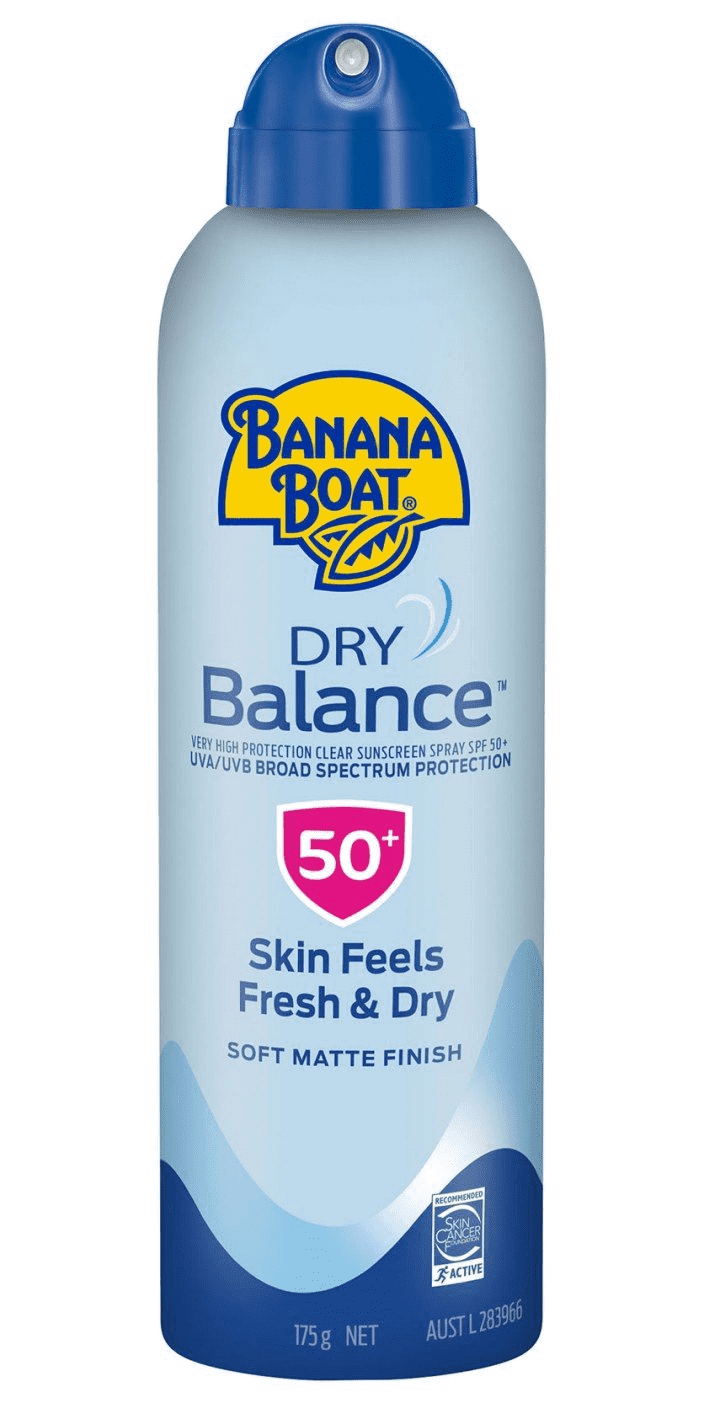 BANANA
BOAT®
DRY
Balance™
VERY HIGH PROTECTION CLEAR SUNSCREEN SPRAY SPF 50+
UVA/UVB BROAD SPECTRUM PROTECTION
50+
Skin Feels
Fresh & Dry
SOFT MATTE FINISH
RECOMMENDED
SKIN
CANCER
FOUNDATION
ACTIVE
175g NET
AUST L 283966